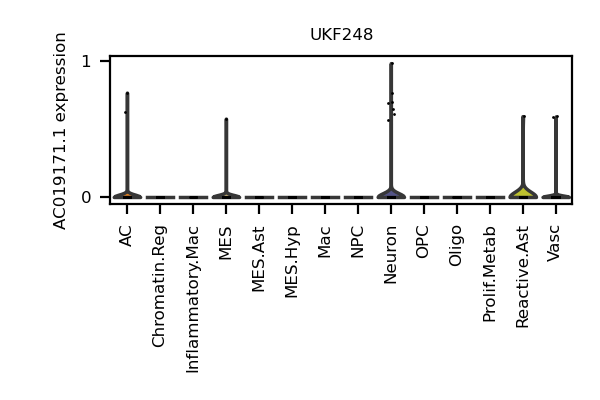 UKF248
AC019171.1 expression
1
0
AC
Chromatin.Reg
Inflammatory.Mac
MES
MES.Ast
MES.Hyp
Mac
NPC
Neuron
OPC
Oligo
Prolif.Metab
Reactive.Ast
Vasc